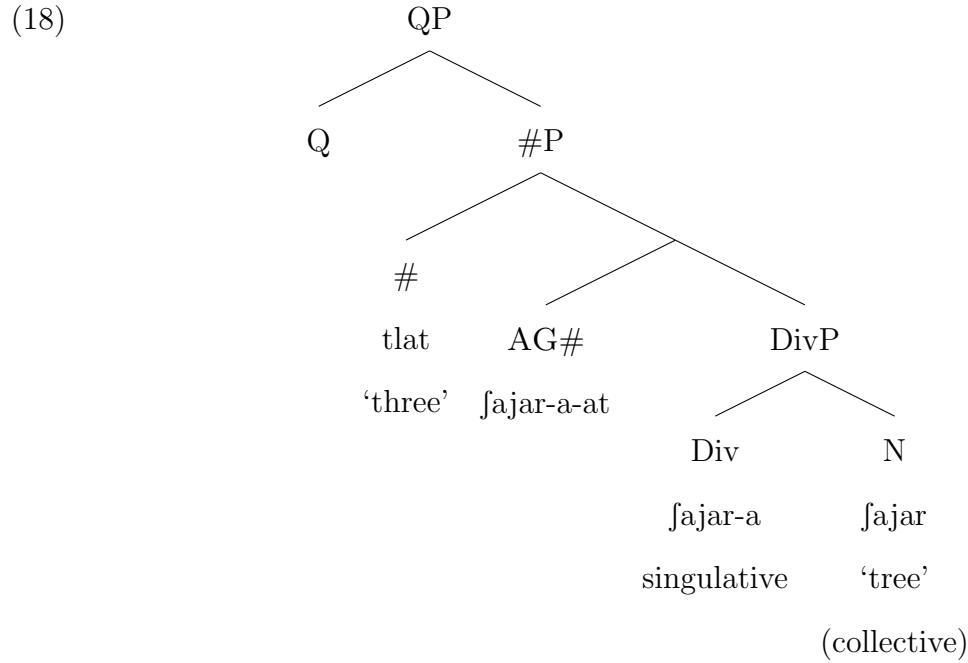 (18) QP
Q #P
#
tlat AG# DivP
‘three’ ʃajar-a-at
Div N
ʃajar-a ʃajar
singulative ‘tree’
(collective)